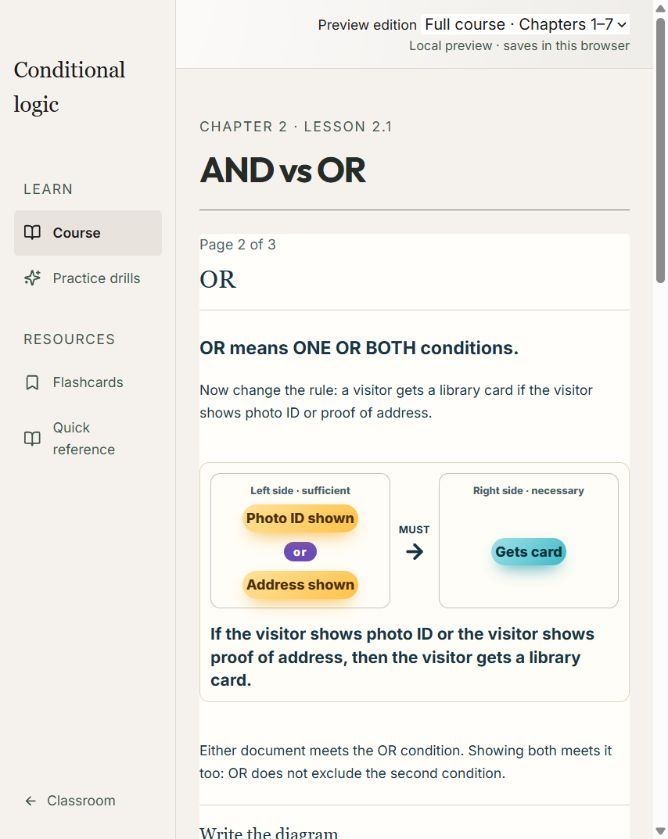 Preview edition Full course · Chapters 1–7
Local preview · saves in this browser
Conditional
logic
LEARN
Course
Practice drills
RESOURCES
Flashcards
Quick
reference
Classroom
CHAPTER 2 · LESSON 2.1
AND vs OR
Page 2 of 3
OR
OR means ONE OR BOTH conditions.
Now change the rule: a visitor gets a library card if the visitor
shows photo ID or proof of address.
Left side · sufficient
Photo ID shown
or
Address shown
MUST
Right side · necessary
Gets card
If the visitor shows photo ID or the visitor shows
proof of address, then the visitor gets a library
card.
Either document meets the OR condition. Showing both meets it
too: OR does not exclude the second condition.
Write the diagram